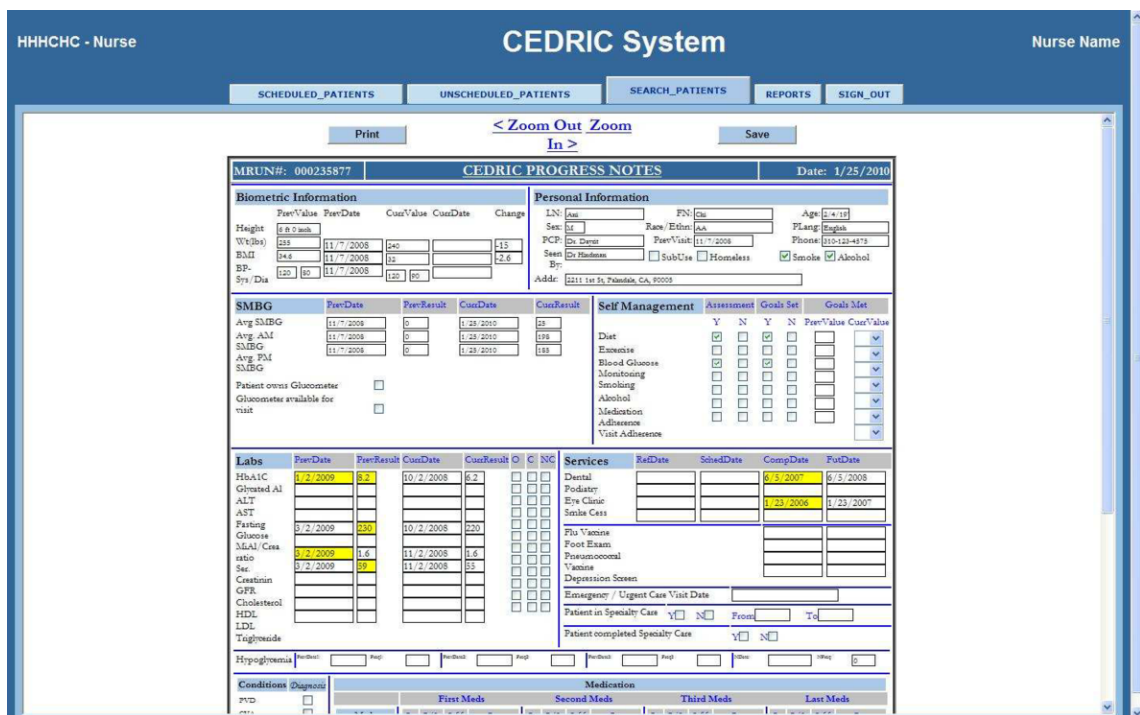 HHHCHC - Nurse
CEDRIC System
Nurse Name
SCHEDULED_PATIENTS UNSCHEDULED_PATIENTS SEARCH_PATIENTS REPORTS SIGN_OUT
Print
< Zoom Out Zoom
In >
Save
MRUN#: 000235877 CEDRIC PROGRESS NOTES Date: 1/25/2010
Biometric Information
PrevValue PrevDate CurrValue CurrDate Change
Height 6 ft 0 inch
Wt(lbs) 255 11/7/2008 240 -15
BMI 34.6 11/7/2008 32 -2.6
BP-
Sys/Dia 120 80 11/7/2008 120 90
Personal Information
LN: Ani FN: Chi Age: 2/4/19
Sex: M Race/Ethn: AA PLang: English
PCP: PrevVisit: 11/7/2008 Phone: 310-123-4575
Seen
By: SubUse Homeless Smoke Alcohol
Addr: 2211 1st St, Palmdale, CA, 90005
SMBG PrevDate PrevResult CurrDate CurrResult
Avg SMBG 11/7/2008 0 1/25/2010 25
Avg. AM
SMBG 11/7/2008 0 1/25/2010 198
Avg. PM
SMBG 11/7/2008 0 1/25/2010 185
Patient owns Glucometer
Glucometer available for
visit
Self Management Assessment Goals Set Goals Met
Y N Y N PrevValue CurrValue
Diet
Exercise
Blood Glucose
Monitoring
Smoking
Alcohol
Medication
Adherence
Visit Adherence
Labs PrevDate PrevResult CurrDate CurrResult O C NC
HbA1C 1/2/2009 8.2 10/2/2008 6.2
Glycated Al
ALT
AST
Fasting
Glucose 3/2/2009 230 10/2/2008 220
MiAl/Crea
ratio 3/2/2009 1.6 11/2/2008 1.6
Ser.
Creatinin 3/2/2009 59 11/2/2008 55
GFR
Cholesterol
HDL
LDL
Triglyceride
Services RefDate SchedDate CompDate FutDate
Dental 6/5/2007 6/5/2008
Podiatry
Eye Clinic 1/23/2006 1/23/2007
Smke Cess
Flu Vaccine
Foot Exam
Pneumococcal
Vaccine
Depression Screen
Emergency / Urgent Care Visit Date
Patient in Specialty Care Y N From To
Patient completed Specialty Care Y N
Hypoglycemia 0
Conditions Diagnosis Medication
First Meds Second Meds Third Meds Last Meds
PVD